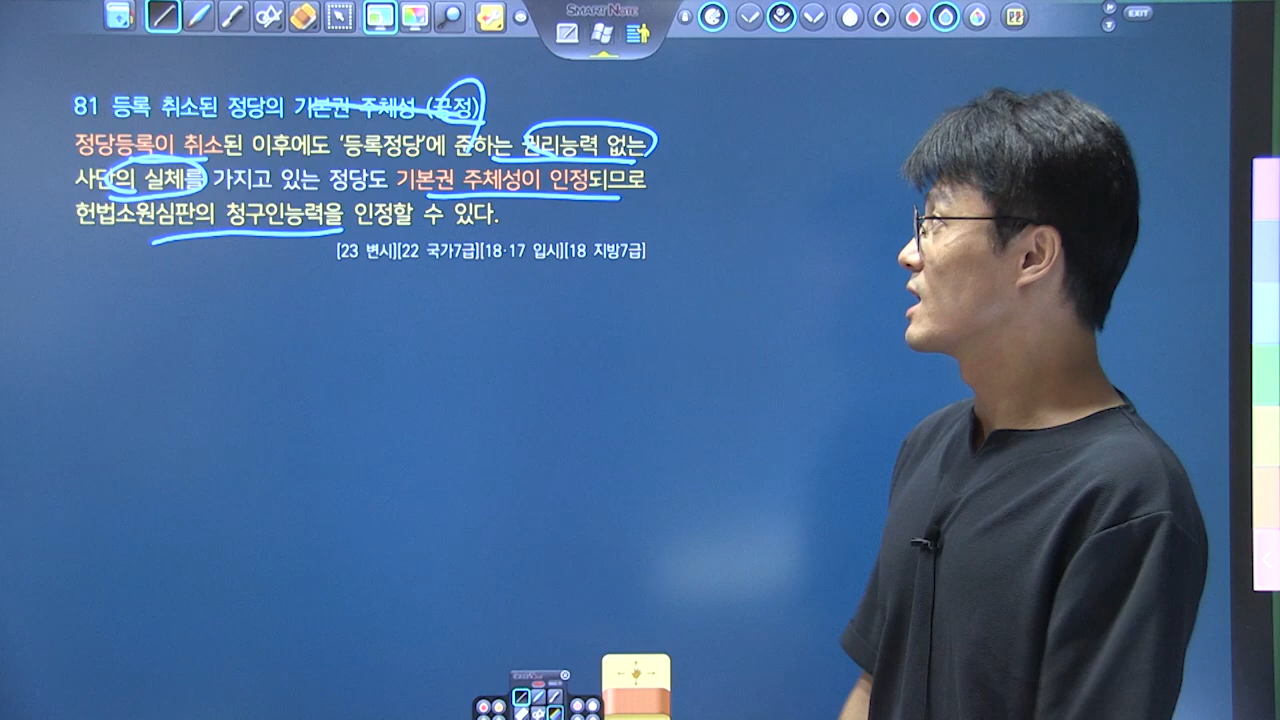 SMART NOTE
EXIT
81 등록 취소된 정당의 기본권 주체성 (긍정)
정당등록이 취소된 이후에도 '등록정당'에 준하는 권리능력 없는
사단의 실체를 가지고 있는 정당도 기본권 주체성이 인정되므로
헌법소원심판의 청구인능력을 인정할 수 있다.
[23 변시][22 국가7급][18·17 입시][18 지방7급]